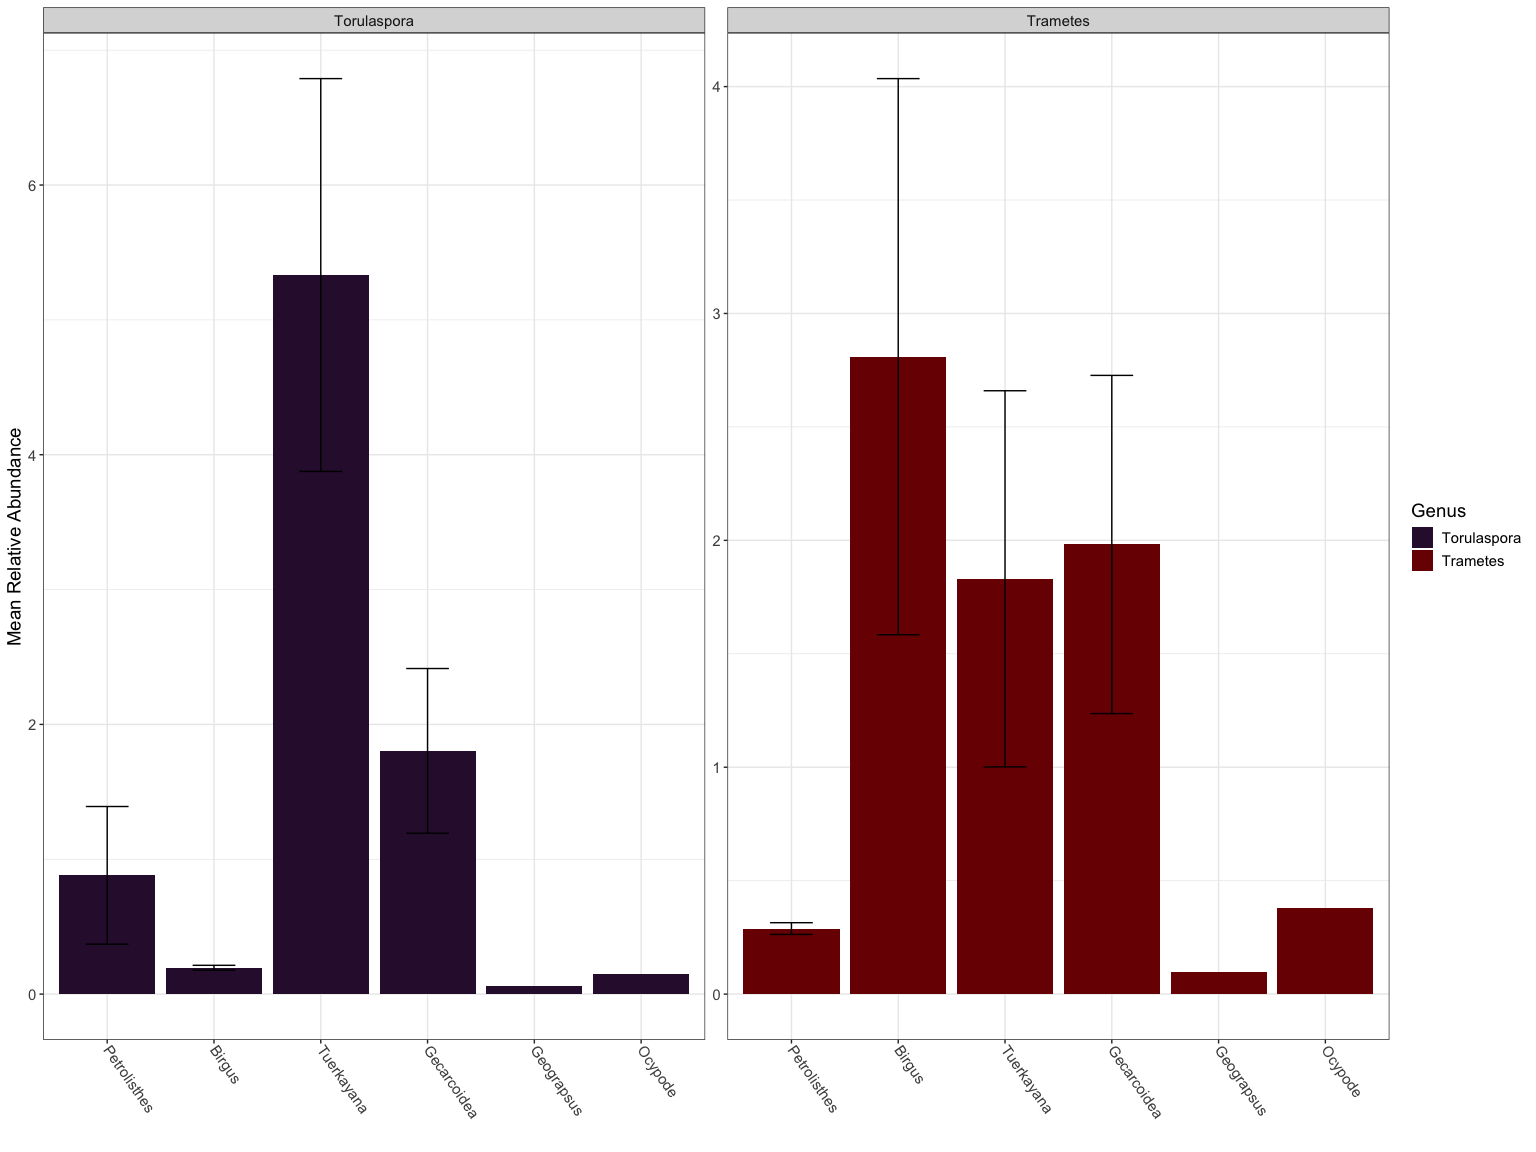 Torulaspora
Trametes
Mean Relative Abundance
6
4
2
0
4
3
2
1
0
Petrolisthes
Birgus
Tuerkayana
Gecarcoidea
Geograpsus
Ocypode
Petrolisthes
Birgus
Tuerkayana
Gecarcoidea
Geograpsus
Ocypode
Genus
Torulaspora
Trametes